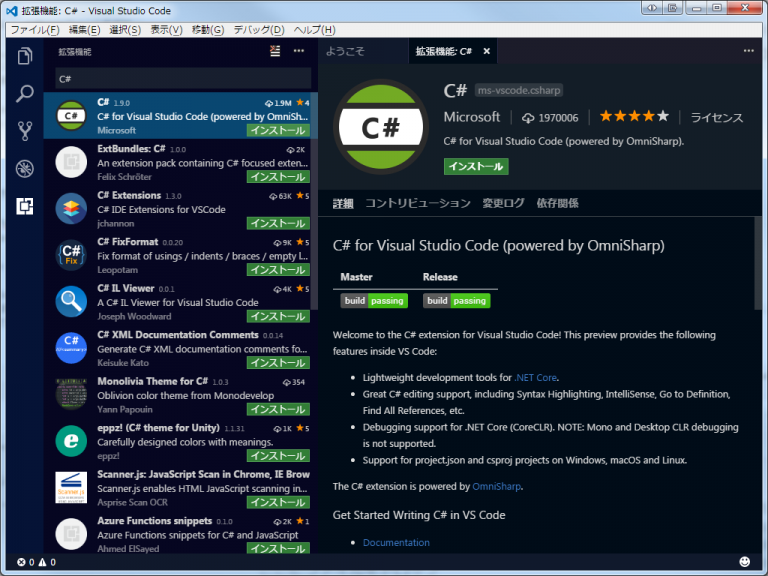 拡張機能: C# - Visual Studio Code
ファイル(F) 編集(E) 選択(S) 表示(V) 移動(G) デバッグ(D) ヘルプ(H)
拡張機能
C#
C# 1.9.0 1.9M 4
C# for Visual Studio Code (powered by OmniSh...
Microsoft インストール
ExtBundles: C# 1.0.0 2K
An extension pack containing C# focused exten...
Felix Schröter インストール
C# Extensions 1.3.0 63K 5
C# IDE Extensions for VSCode
jchannon インストール
C# FixFormat 0.0.20 9K 5
Fix format of usings / indents / braces / empty l...
Leopotam インストール
C# IL Viewer 0.0.1 4K 5
A C# IL Viewer for Visual Studio Code
Joseph Woodward インストール
C# XML Documentation Comments 0.0.14
Generate C# XML documentation comments fo...
Keisuke Kato インストール
Monolivia Theme for C# 1.0.3 354
Oblivion color theme from Monodevelop
Yann Papouin インストール
eppz! (C# theme for Unity) 1.1.31 1K 5
Carefully designed colors with meanings.
eppz! インストール
Scanner.js: JavaScript Scan in Chrome, IE Brow
Scanner.js enables HTML JavaScript scanning in...
Asprise Scan OCR インストール
Azure Functions snippets 0.1.0 2K 1
Azure Functions snippets for C# and JavaScript
Ahmed ElSayed インストール
ようこそ 拡張機能: C#
C#
C# ms-vscode.csharp
Microsoft 1970006 ライセンス
C# for Visual Studio Code (powered by OmniSharp).
インストール
詳細 コントリビューション 変更ログ 依存関係
C# for Visual Studio Code (powered by OmniSharp)
Master Release
build passing build passing
Welcome to the C# extension for Visual Studio Code! This preview provides the following
features inside VS Code:
• Lightweight development tools for .NET Core.
• Great C# editing support, including Syntax Highlighting, IntelliSense, Go to Definition,
Find All References, etc.
• Debugging support for .NET Core (CoreCLR). NOTE: Mono and Desktop CLR debugging
is not supported.
• Support for project.json and csproj projects on Windows, macOS and Linux.
The C# extension is powered by OmniSharp.
Get Started Writing C# in VS Code
• Documentation
0 0